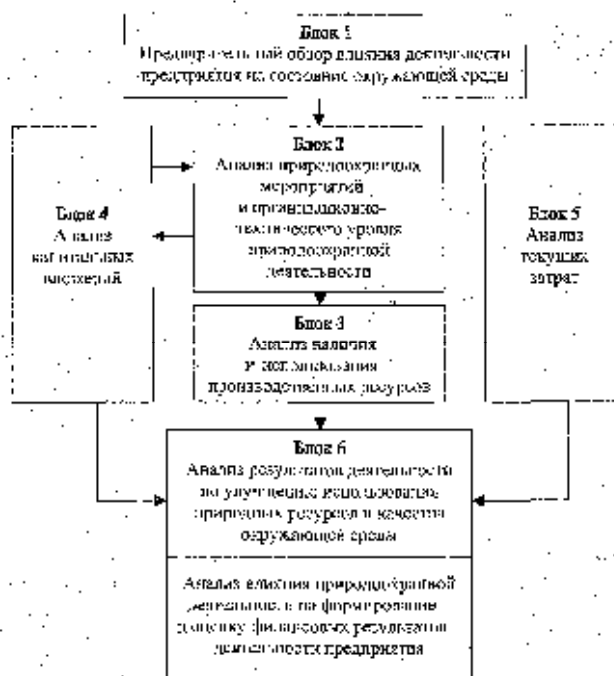 Блок 1
Предварительный обзор влияния деятельности
предприятия на состояние окружающей среды
Блок 2
Анализ природоохранных
мероприятий
и организационно-
технического уровня
природоохранной
деятельности
Блок 4
Анализ
капитальных
вложений
Блок 5
Анализ
текущих
затрат
Блок 3
Анализ наличия
и использования
производственных ресурсов
Блок 6
Анализ результатов деятельности
по улучшению использования
природных ресурсов и качества
окружающей среды
Анализ влияния природоохранной
деятельности на формирование
и оценку финансовых результатов
деятельности предприятия